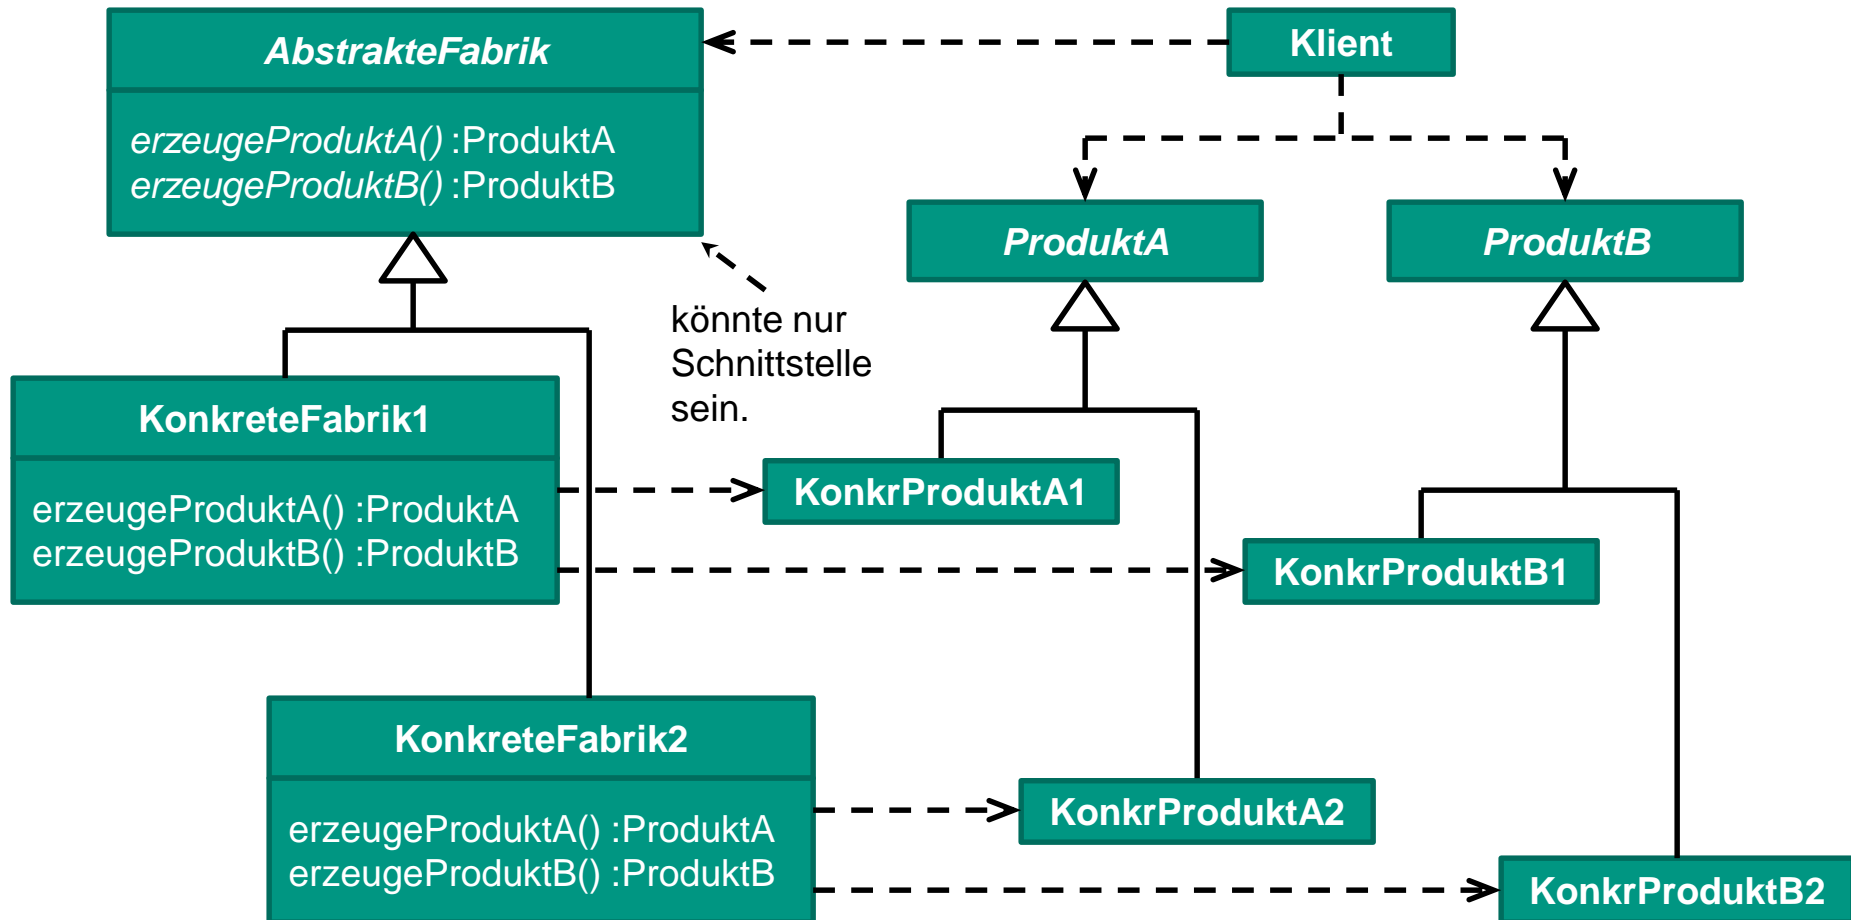 AbstrakteFabrik
erzeugeProduktA() :ProduktA
erzeugeProduktB() :ProduktB
Klient
ProduktA
ProduktB
könnte nur
Schnittstelle
sein.
KonkreteFabrik1
erzeugeProduktA() :ProduktA
erzeugeProduktB() :ProduktB
KonkrProduktA1
KonkrProduktB1
KonkreteFabrik2
erzeugeProduktA() :ProduktA
erzeugeProduktB() :ProduktB
KonkrProduktA2
KonkrProduktB2